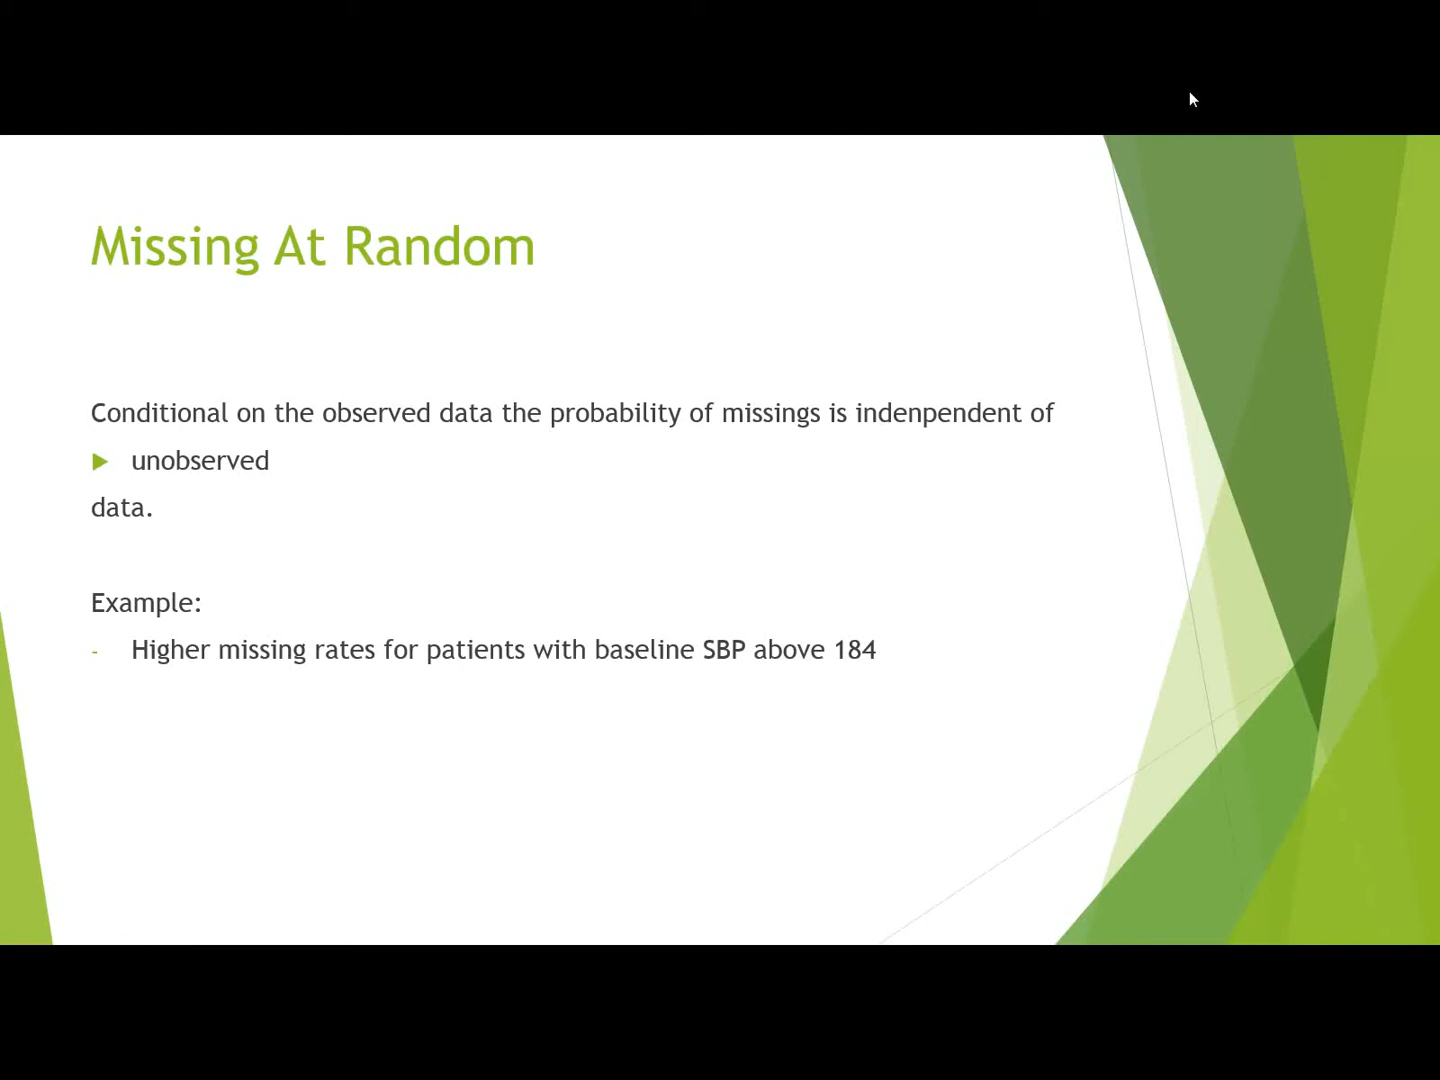 Missing At Random
Conditional on the observed data the probability of missings is indenpendent of
unobserved
data.
Example:
- Higher missing rates for patients with baseline SBP above 184